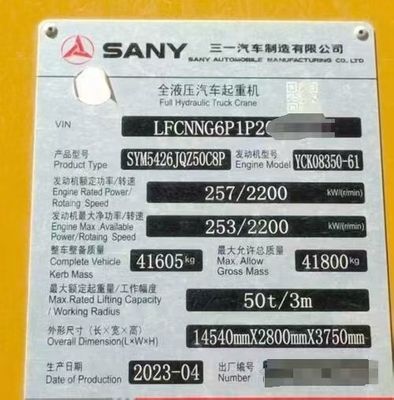 SANY 三一汽车制造有限公司
SANY AUTOMOBILE MANUFACTURING CO.,LTD
全液压汽车起重机
Full Hydraulic Truck Crane
VIN LFCNNG6P1P2
产品型号 SYM5426JQZ50C8P 发动机型号 YCK08350-61
Product Type Engine Model
发动机额定功率/转速
Engine Rated Power/ 257/2200 kW/(r/min)
Rotaing Speed
发动机最大净功率/转速
Engine Max .Available 253/2200 kW/(r/min)
Power/Rotaing Speed
整车整备质量 最大允许总质量
Complete Vehicle 41605kg Max. Allow 41800kg
Kerb Mass Gross Mass
最大额定起重量/工作幅度
Max.Rated Lifting Capacity 50t/3m
/ Working Radius
外形尺寸(长×宽×高) 14540mmX2800mmX3750mm
Overall Dimension(L×W×H)
生产日期 2023-04 出厂编号
Date of Production Serial Number